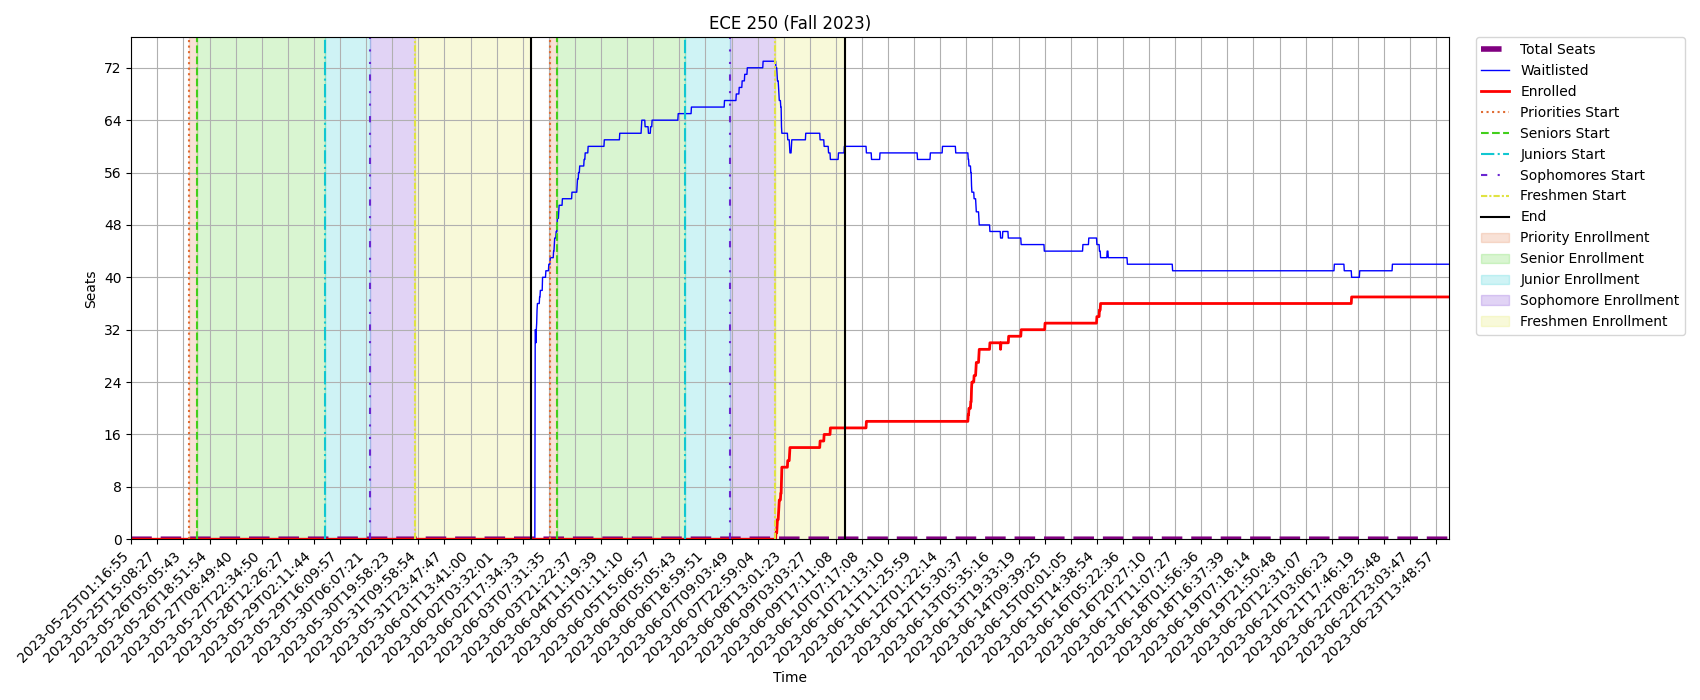 ECE 250 (Fall 2023)
Seats
72
64
56
48
40
32
24
16
8
0
2023-05-25T01:16:55
2023-05-25T15:08:27
2023-05-26T05:05:43
2023-05-26T18:51:54
2023-05-27T08:49:40
2023-05-27T22:34:50
2023-05-28T12:26:27
2023-05-29T02:11:44
2023-05-29T16:09:57
2023-05-30T06:07:21
2023-05-30T19:58:23
2023-05-31T09:58:54
2023-05-31T23:47:47
2023-06-01T13:41:00
2023-06-02T03:32:01
2023-06-02T17:34:33
2023-06-03T07:31:35
2023-06-03T21:22:37
2023-06-04T11:19:39
2023-06-05T01:11:10
2023-06-05T15:06:57
2023-06-06T05:05:43
2023-06-06T18:59:51
2023-06-07T09:03:49
2023-06-07T22:59:04
2023-06-08T13:01:23
2023-06-09T03:03:27
2023-06-09T17:11:08
2023-06-10T07:17:08
2023-06-10T21:13:10
2023-06-11T11:25:59
2023-06-12T01:22:14
2023-06-12T15:30:37
2023-06-13T05:35:16
2023-06-13T19:33:19
2023-06-14T09:39:25
2023-06-15T00:01:05
2023-06-15T14:38:54
2023-06-16T05:22:36
2023-06-16T20:27:10
2023-06-17T11:07:27
2023-06-18T01:56:36
2023-06-18T16:37:39
2023-06-19T07:18:14
2023-06-19T21:50:48
2023-06-20T12:31:07
2023-06-21T03:06:23
2023-06-21T17:46:19
2023-06-22T08:25:48
2023-06-22T23:03:47
2023-06-23T13:48:57
Time
Total Seats
Waitlisted
Enrolled
Priorities Start
Seniors Start
Juniors Start
Sophomores Start
Freshmen Start
End
Priority Enrollment
Senior Enrollment
Junior Enrollment
Sophomore Enrollment
Freshmen Enrollment